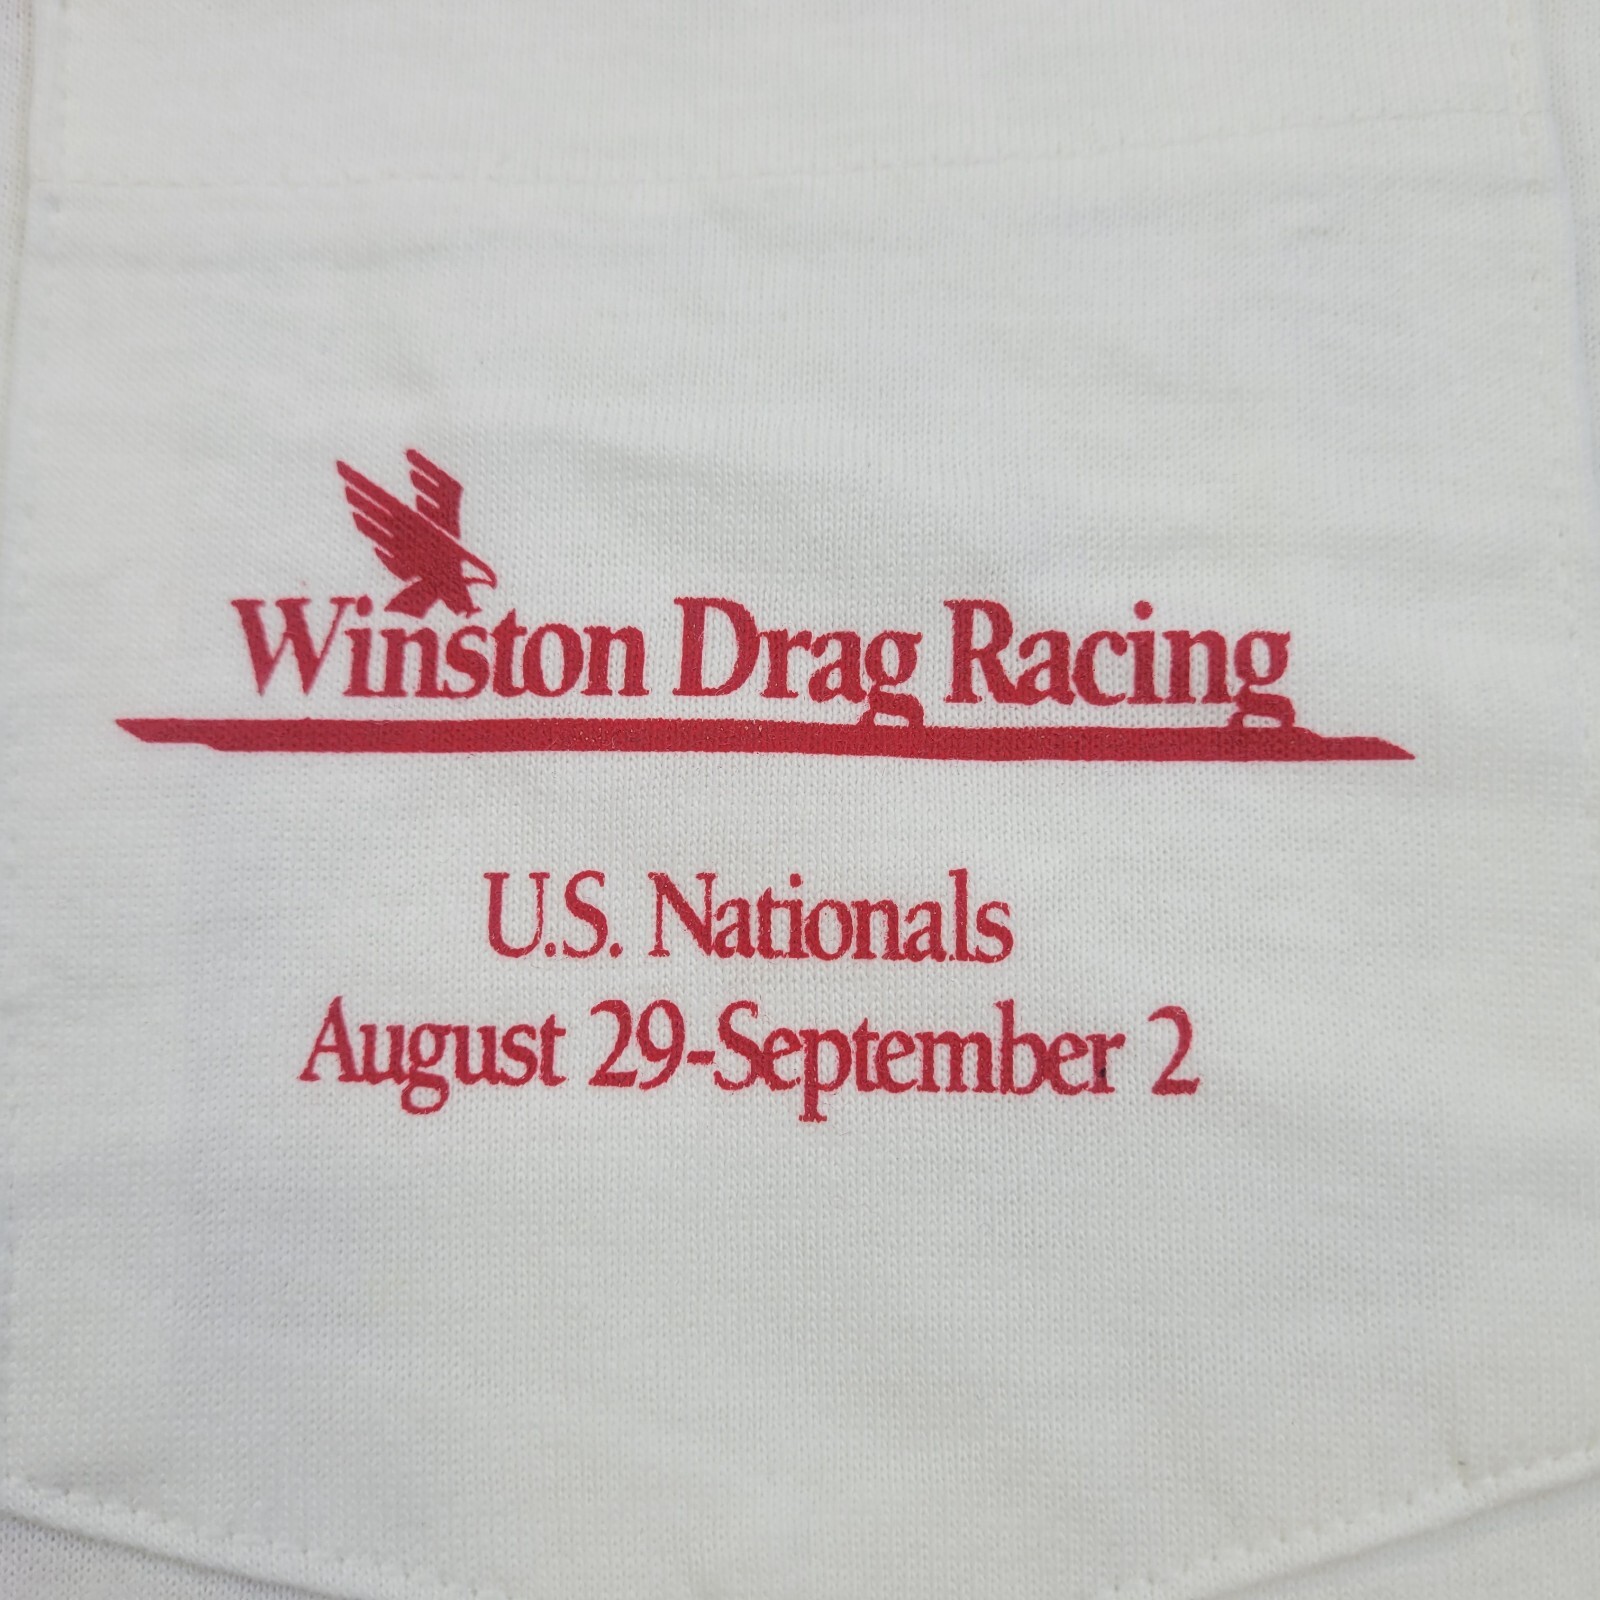 Winston Drag Racing
U.S. Nationals
August 29-September 2